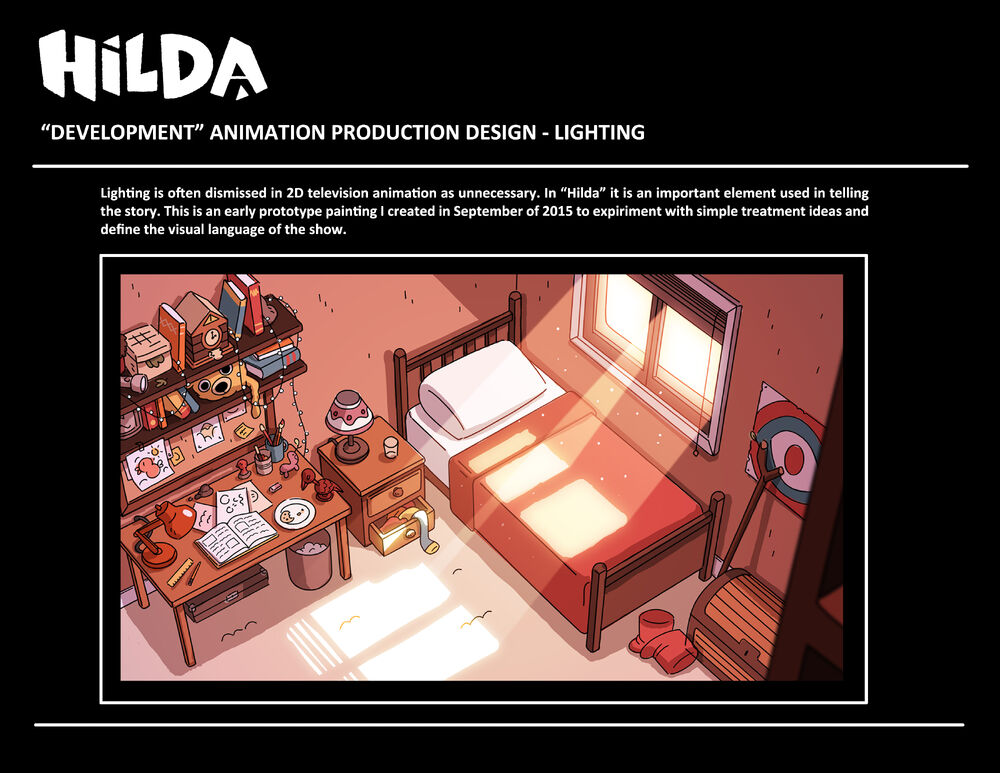 HiLDA
“DEVELOPMENT” ANIMATION PRODUCTION DESIGN - LIGHTING
Lighting is often dismissed in 2D television animation as unnecessary. In “Hilda” it is an important element used in telling
the story. This is an early prototype painting I created in September of 2015 to expiriment with simple treatment ideas and
define the visual language of the show.